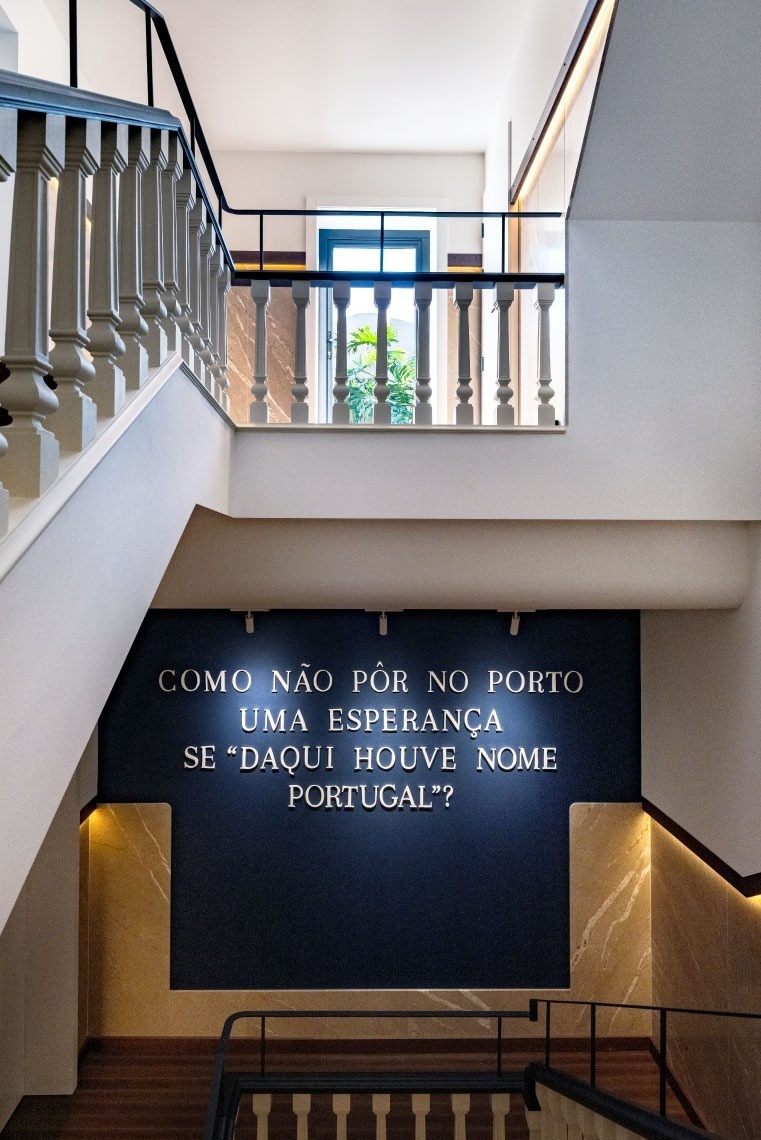 COMO NÃO PÔR NO PORTO
UMA ESPERANÇA
SE “DAQUI HOUVE NOME
PORTUGAL”?